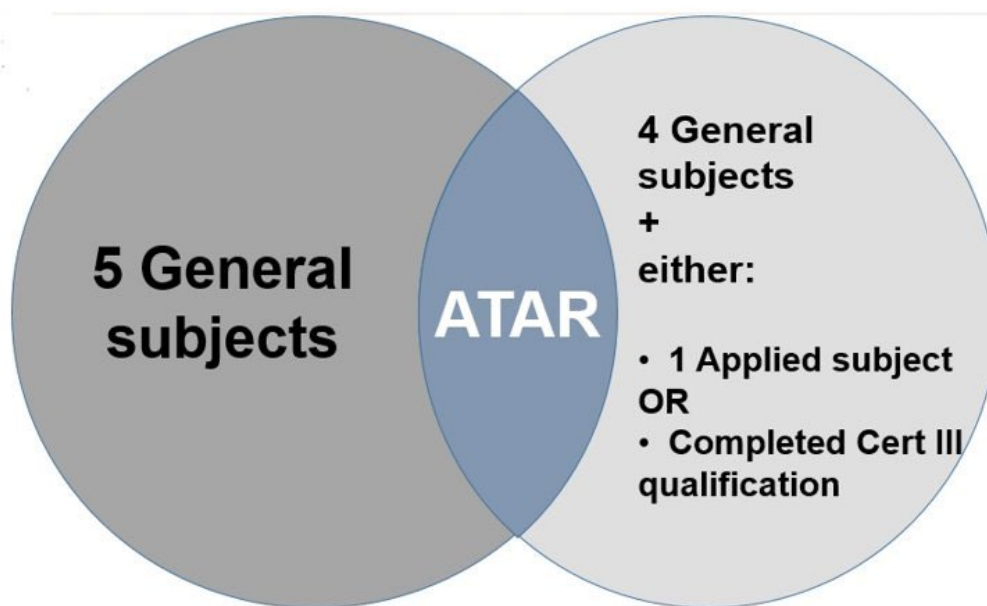 5 General
subjects
ATAR
4 General
subjects
+
either:
• 1 Applied subject
OR
• Completed Cert III
qualification